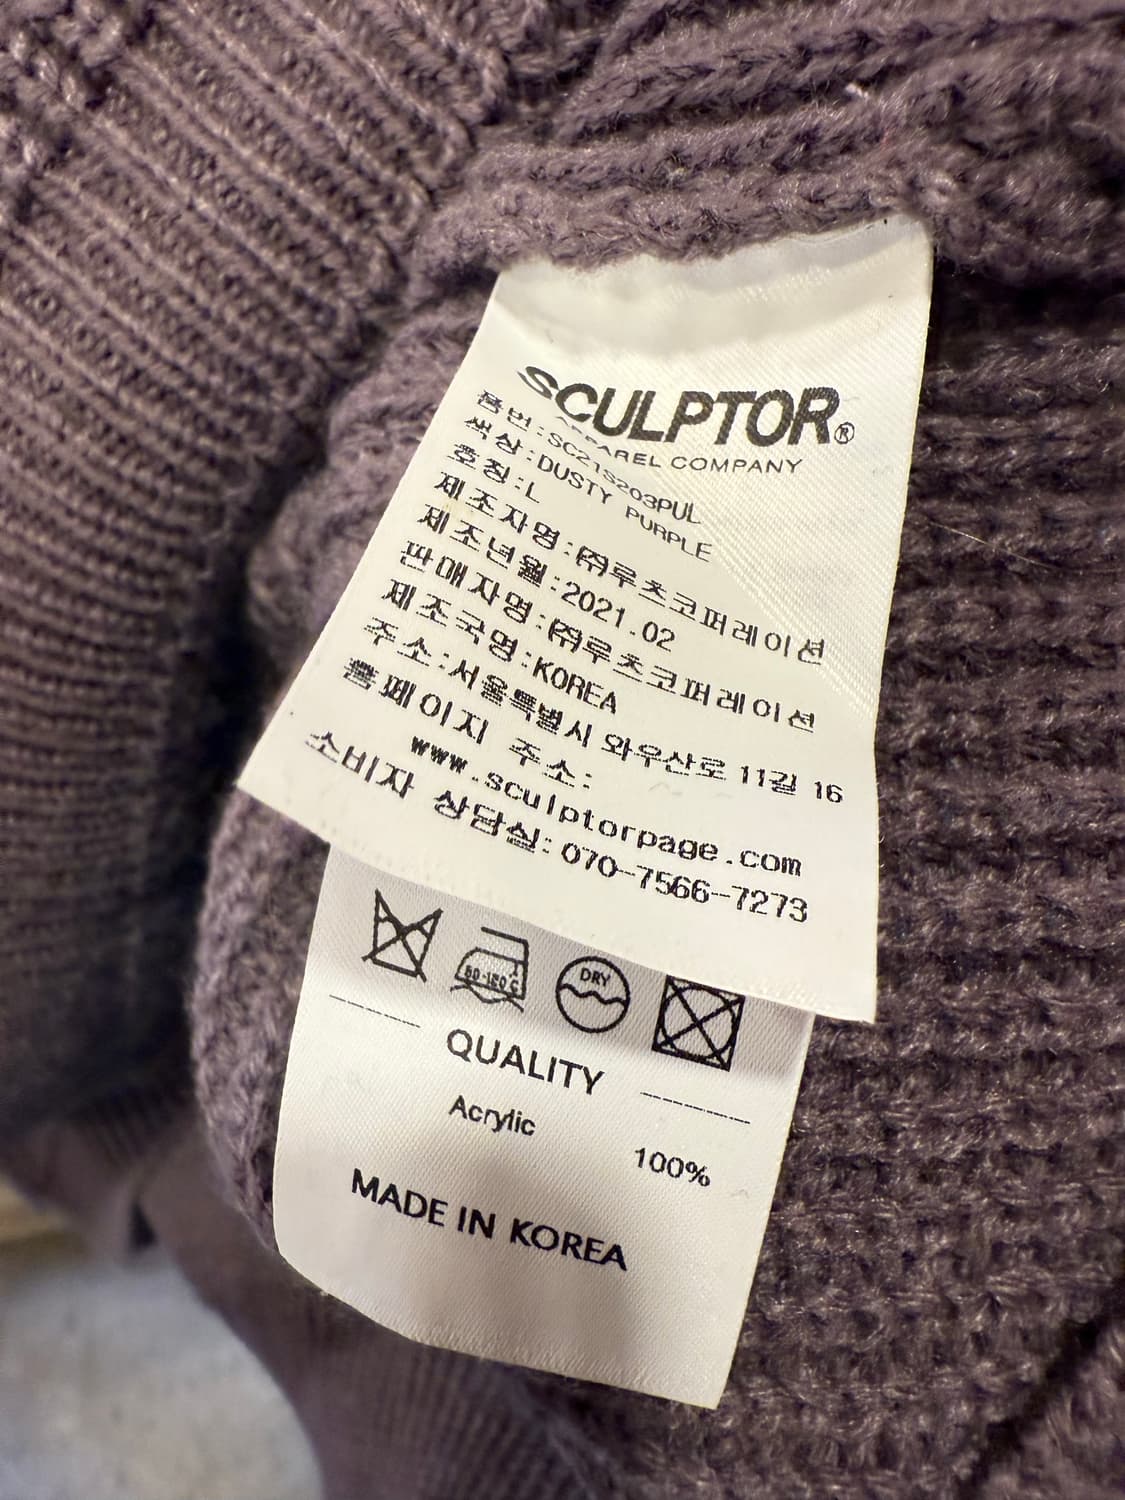 SCULPTOR®
APPAREL COMPANY
품번:SC21S203PUL
색상:DUSTY PURPLE
호칭:L
제조자명:㈜루츠코퍼레이션
제조년월:2021.02
판매자명:㈜루츠코퍼레이션
제조국명:KOREA
주소:서울특별시 와우산로 11길 16
홈페이지 주소:
www.sculptorpage.com
소비자 상담실: 070-7566-7273
80-120℃
DRY
QUALITY
Acrylic 100%
MADE IN KOREA